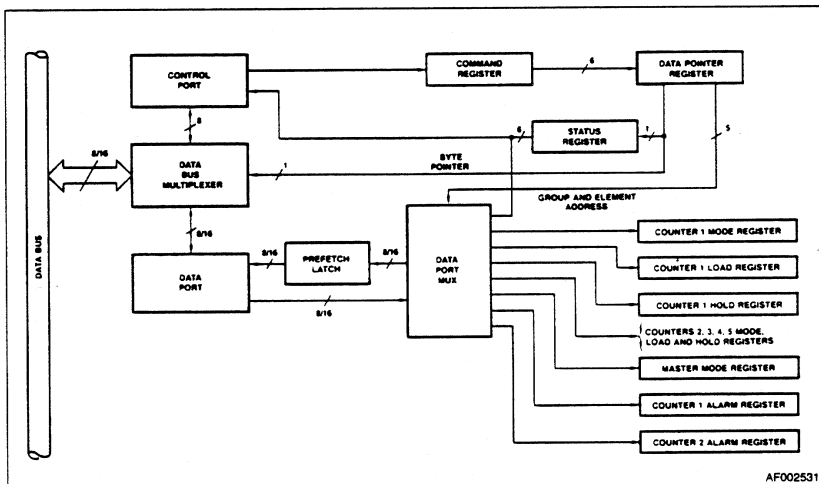 CONTROL
PORT
COMMAND
REGISTER
6
DATA POINTER
REGISTER
8
6
STATUS
REGISTER
1
5
8/16
DATA
BUS
MULTIPLEXER
1
BYTE
POINTER
GROUP AND ELEMENT
ADDRESS
8/16
DATA BUS
DATA
PORT
8/16
PREFETCH
LATCH
8/16
8/16
DATA
PORT
MUX
COUNTER 1 MODE REGISTER
COUNTER 1 LOAD REGISTER
COUNTER 1 HOLD REGISTER
COUNTERS 2, 3, 4, 5 MODE,
LOAD AND HOLD REGISTERS
MASTER MODE REGISTER
COUNTER 1 ALARM REGISTER
COUNTER 2 ALARM REGISTER
AF002531